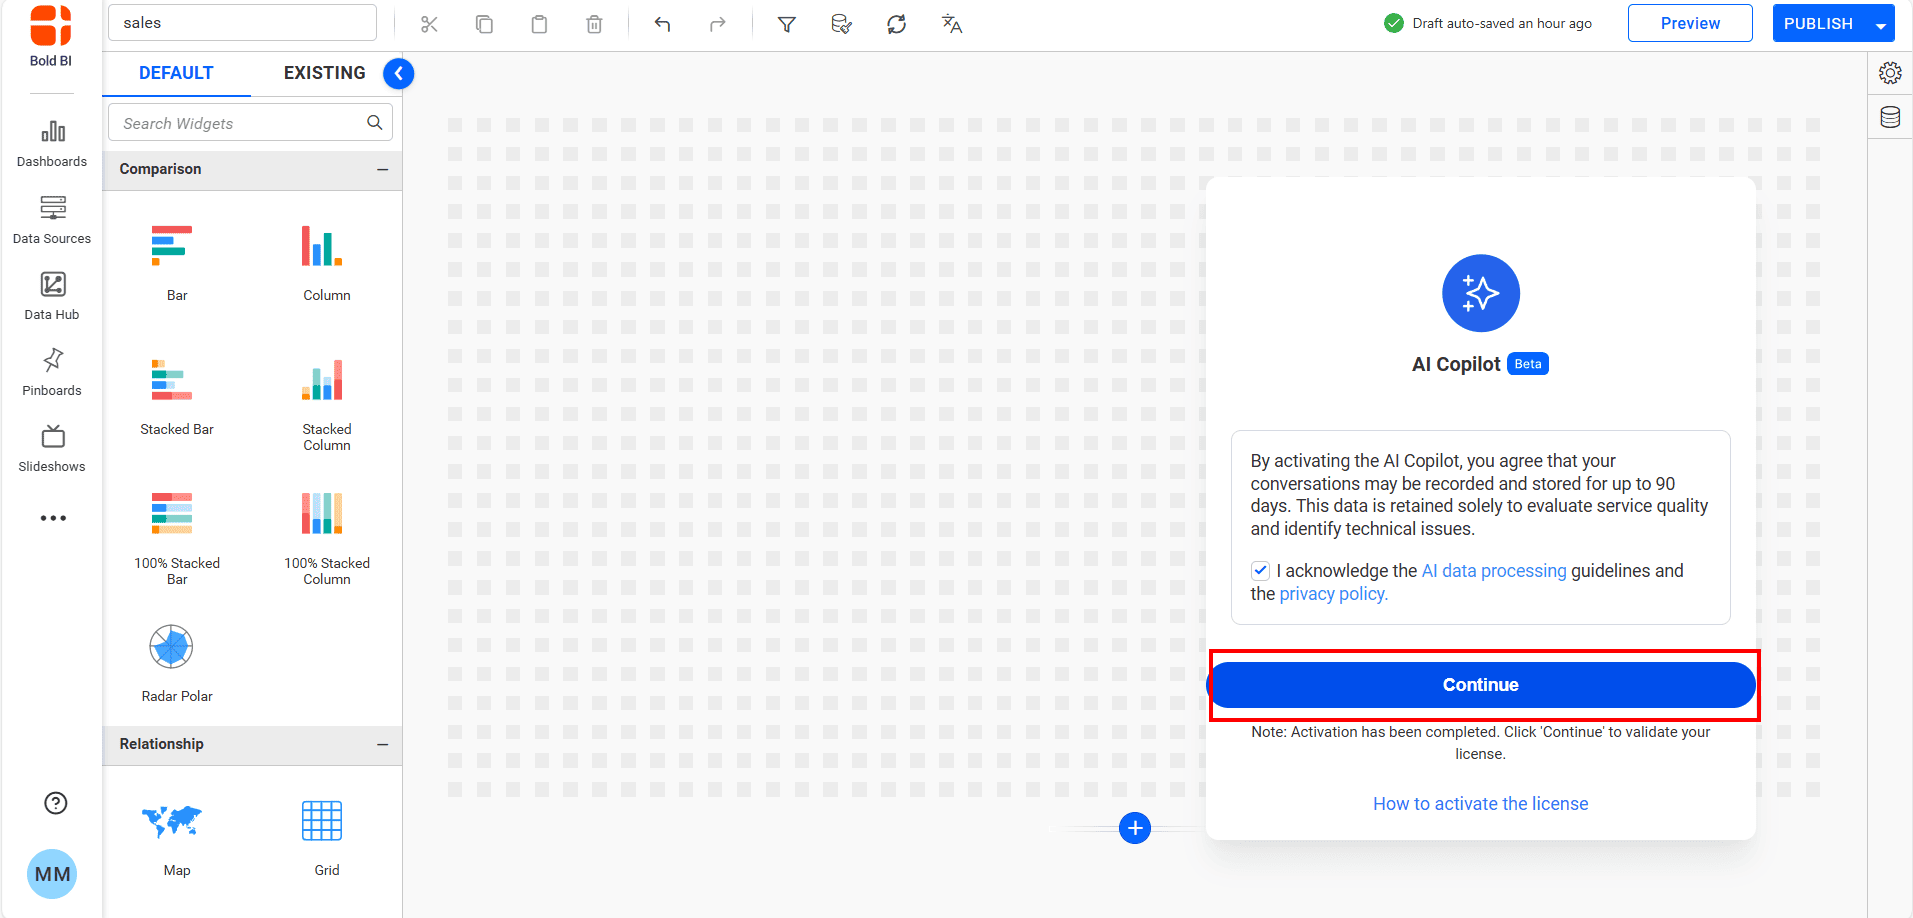 sales
Draft auto-saved an hour ago
Preview
PUBLISH
Bold BI
Dashboards
Data Sources
Data Hub
Pinboards
Slideshows
MM
DEFAULT
EXISTING
Search Widgets
Comparison
Bar
Column
Stacked Bar
Stacked
Column
100% Stacked
Bar
100% Stacked
Column
Radar Polar
Relationship
Map
Grid
AI Copilot Beta
By activating the AI Copilot, you agree that your
conversations may be recorded and stored for up to 90
days. This data is retained solely to evaluate service quality
and identify technical issues.
I acknowledge the AI data processing guidelines and
the privacy policy.
Continue
Note: Activation has been completed. Click 'Continue' to validate your
license.
How to activate the license